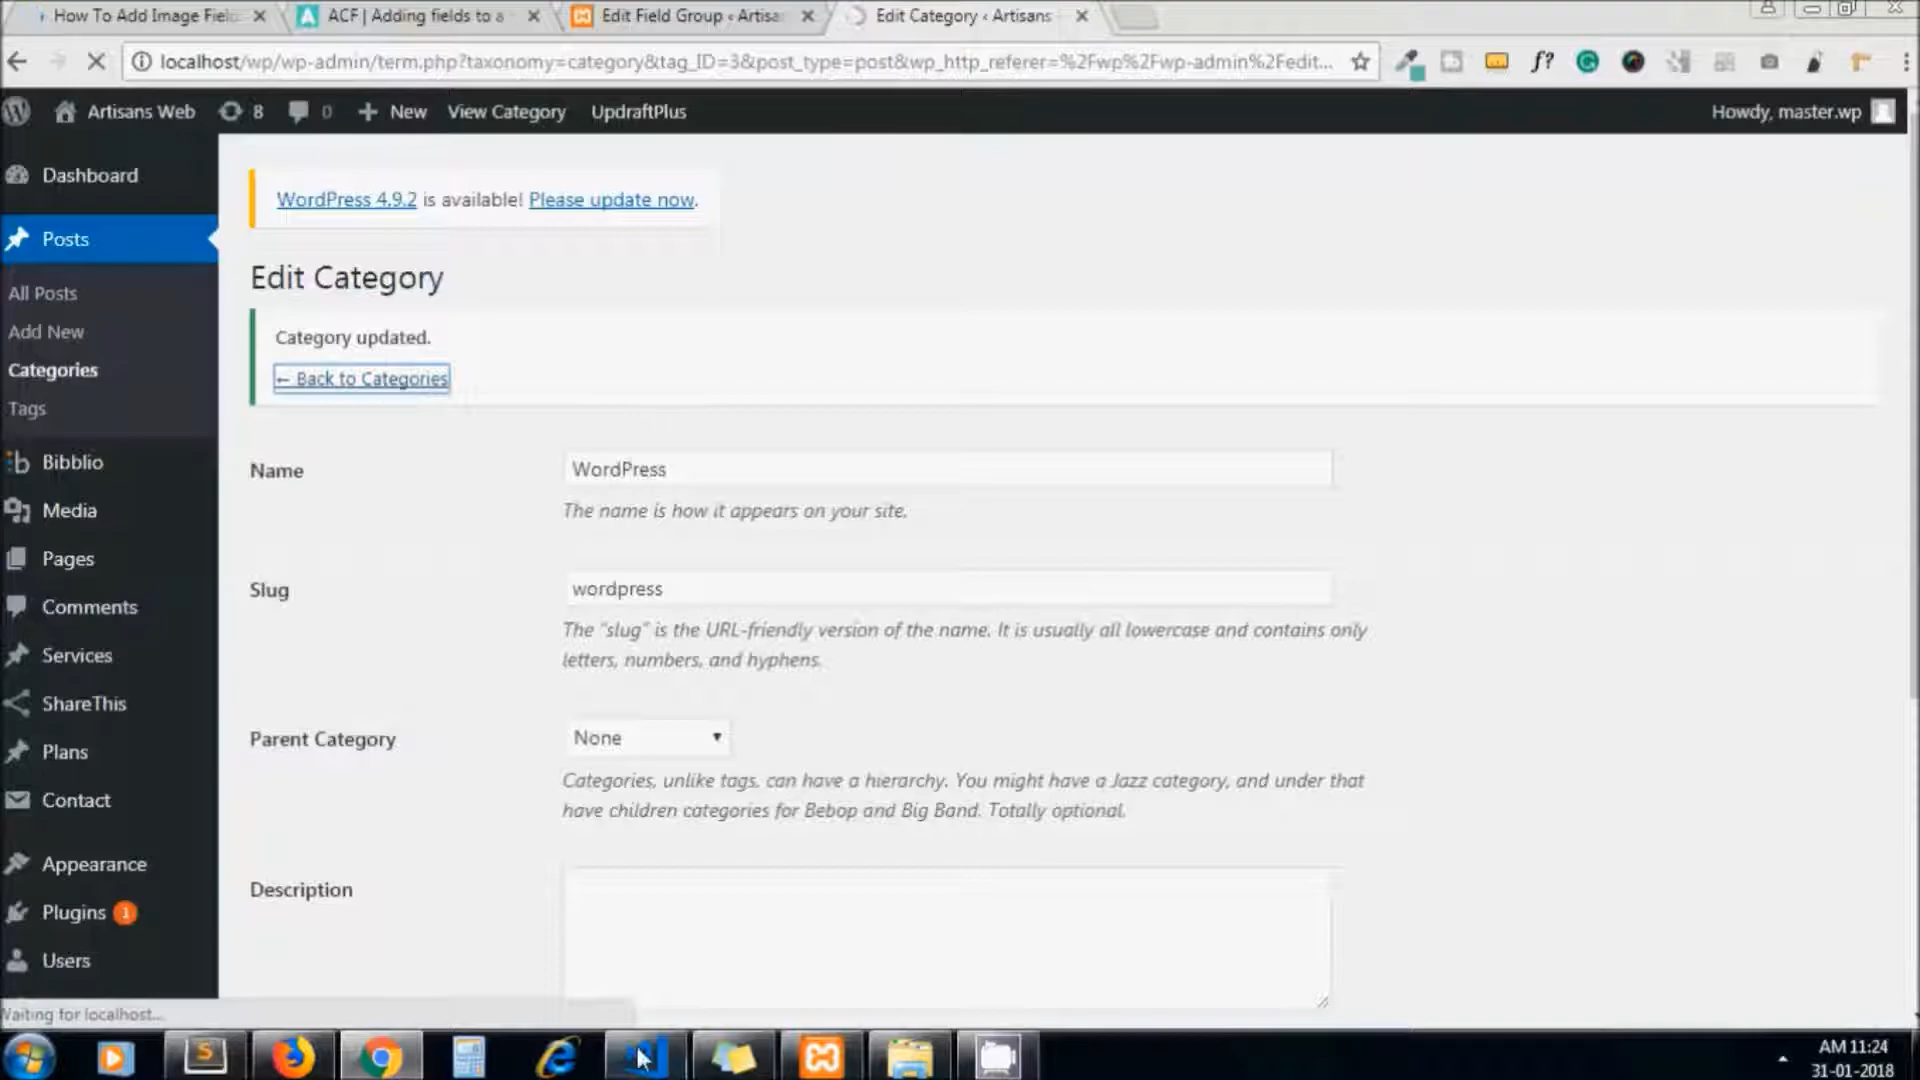 How To Add Image Fiel
ACF | Adding fields to a
Edit Field Group ‹ Artisa
Edit Category ‹ Artisans
localhost/wp/wp-admin/term.php?taxonomy=category&tag_ID=3&post_type=post&wp_http_referer=%2Fwp%2Fwp-admin%2Fedit...
f?
Artisans Web
8
0
New
View Category
UpdraftPlus
Howdy, master.wp
Dashboard
Posts
All Posts
Add New
Categories
Tags
Bibblio
Media
Pages
Comments
Services
ShareThis
Plans
Contact
Appearance
Plugins 1
Users
WordPress 4.9.2 is available! Please update now.
Edit Category
Category updated.
← Back to Categories
Name
WordPress
The name is how it appears on your site.
Slug
wordpress
The “slug” is the URL-friendly version of the name. It is usually all lowercase and contains only
letters, numbers, and hyphens.
Parent Category
None
Categories, unlike tags, can have a hierarchy. You might have a Jazz category, and under that
have children categories for Bebop and Big Band. Totally optional.
Description
Waiting for localhost...
AM 11:24
31-01-2018